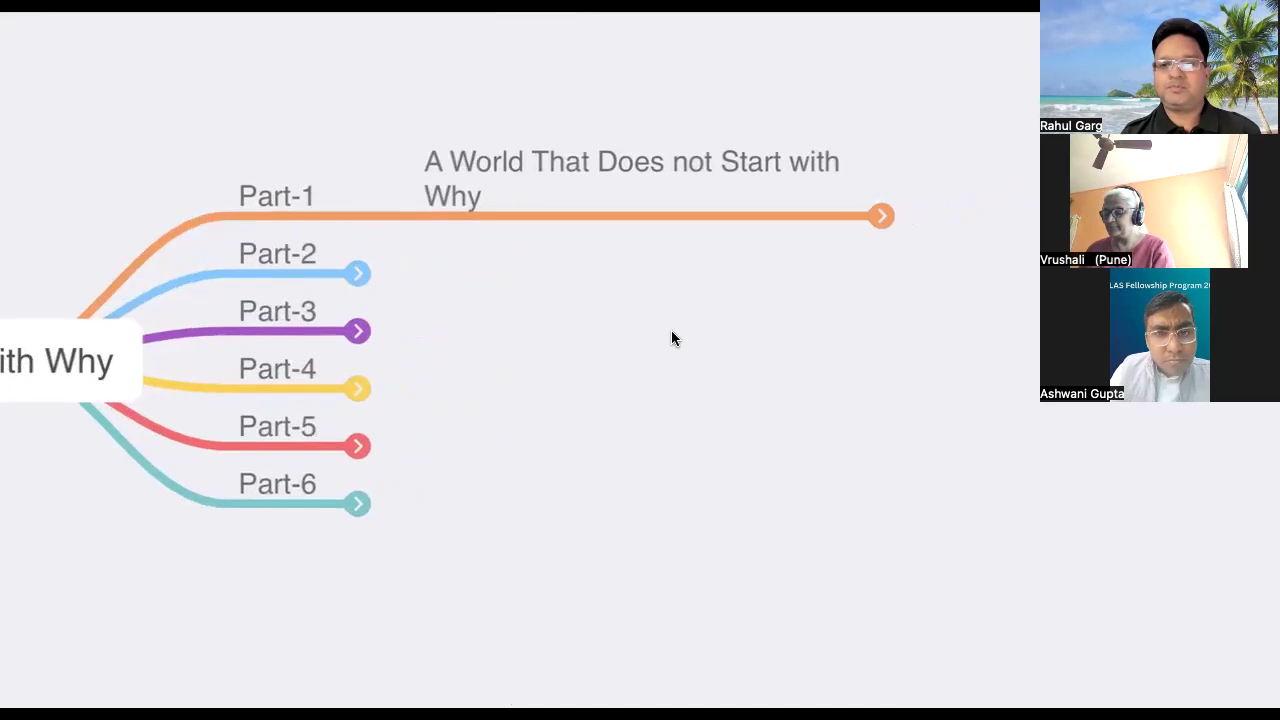 A World That Does not Start with
Why
Part-1
Part-2
Part-3
ith Why
Part-4
Part-5
Part-6
Rahul Garg
Vrushali (Pune)
LAS Fellowship Program 20
Ashwani Gupta